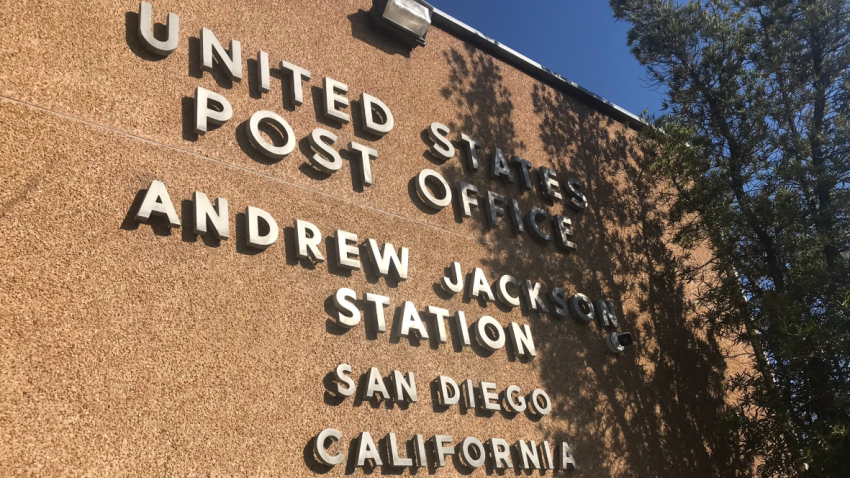 UNITED STATES
POST OFFICE
ANDREW JACKSON
STATION
SAN DIEGO
CALIFORNIA